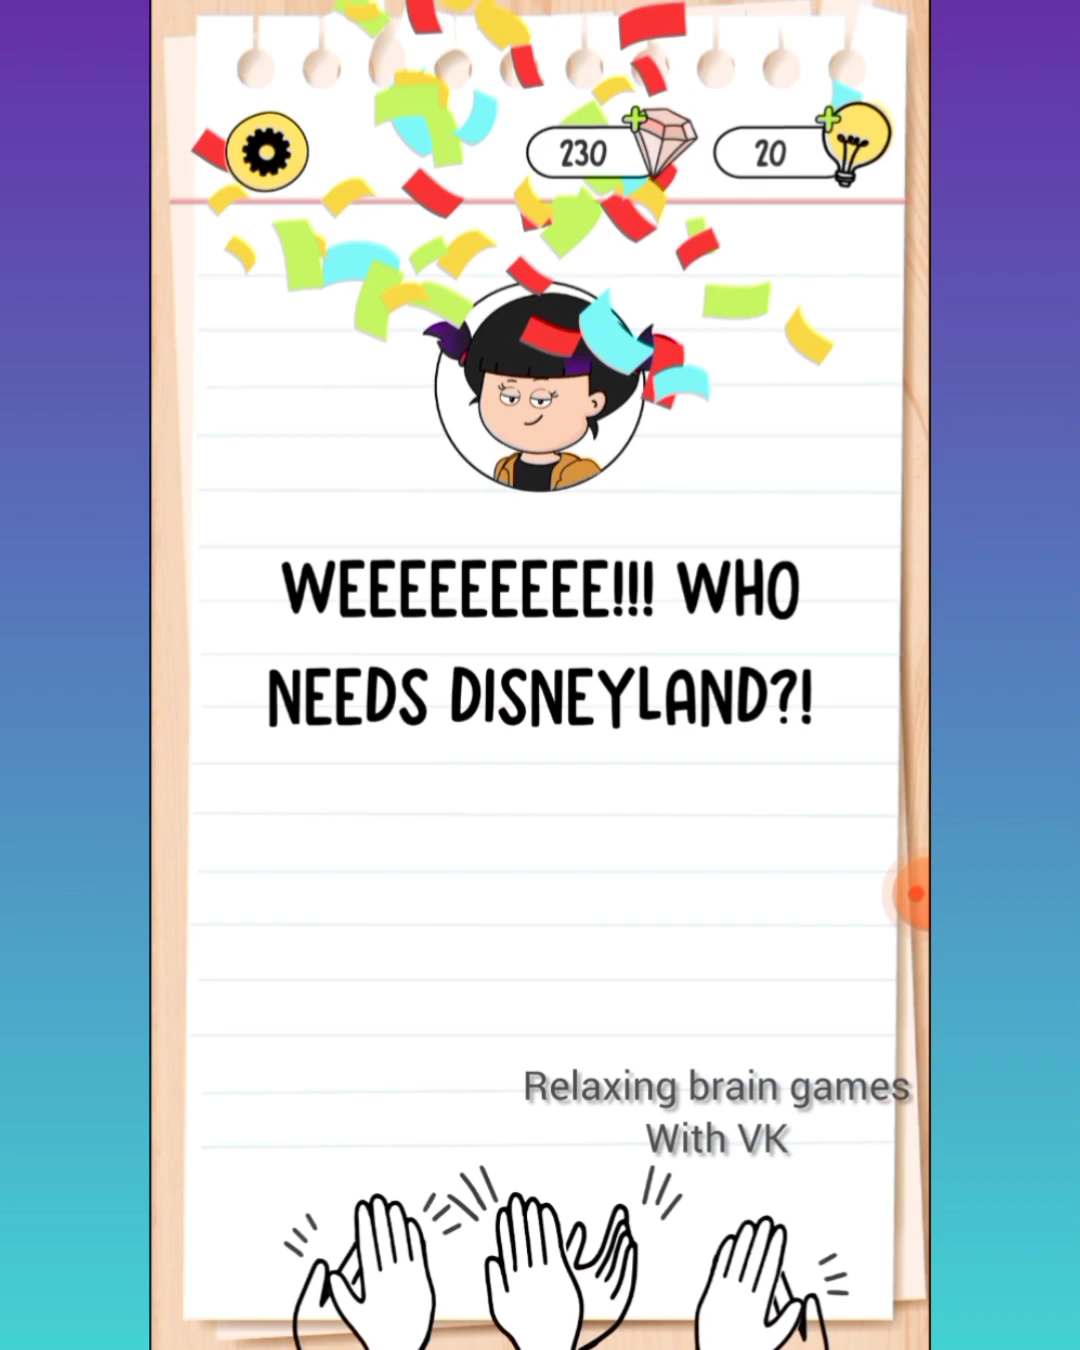 230
20
WEEEEEEEEE!!! WHO
NEEDS DISNEYLAND?!
Relaxing brain games
With VK